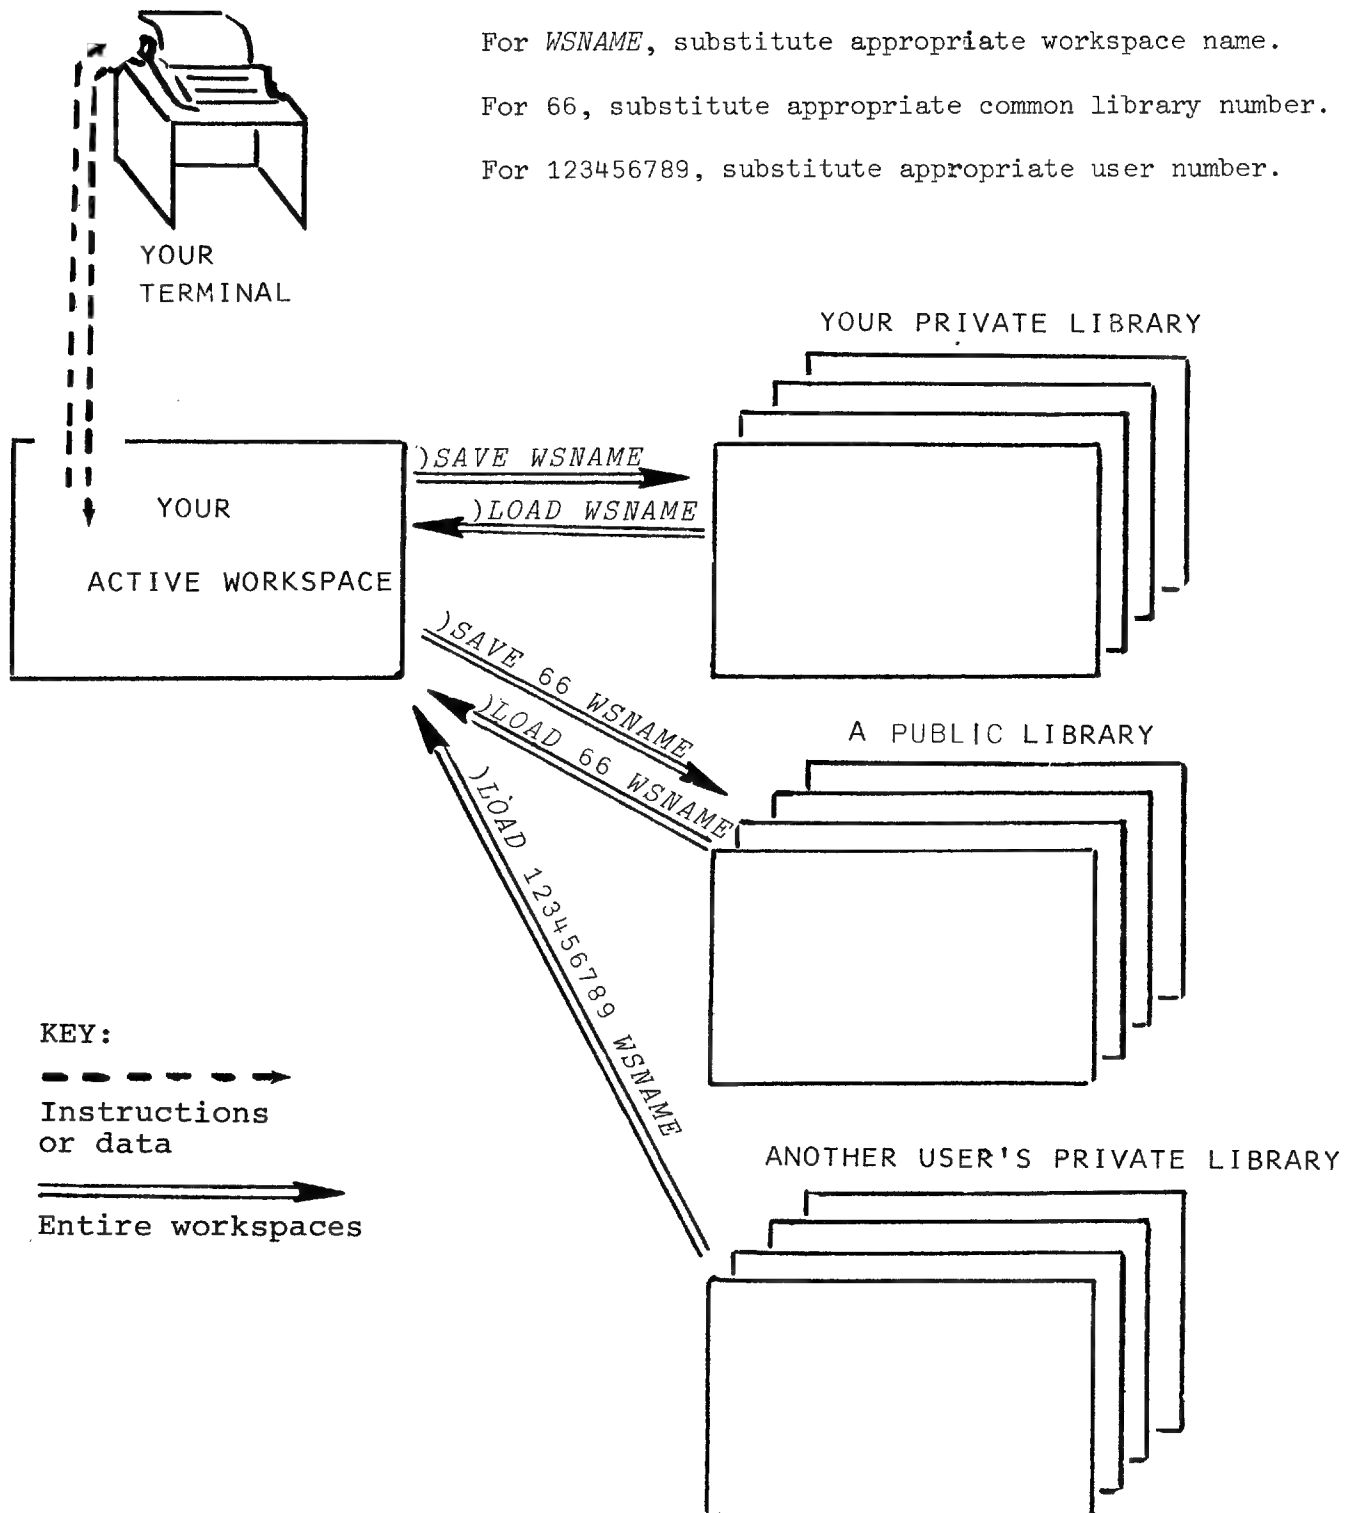 For WSNAME, substitute appropriate workspace name.
For 66, substitute appropriate common library number.
For 123456789, substitute appropriate user number.
YOUR
TERMINAL
YOUR PRIVATE LIBRARY
)SAVE WSNAME
)LOAD WSNAME
YOUR
ACTIVE WORKSPACE
)SAVE 66 WSNAME
)LOAD 66 WSNAME
)LOAD 123456789 WSNAME
A PUBLIC LIBRARY
KEY:
Instructions
or data
Entire workspaces
ANOTHER USER'S PRIVATE LIBRARY